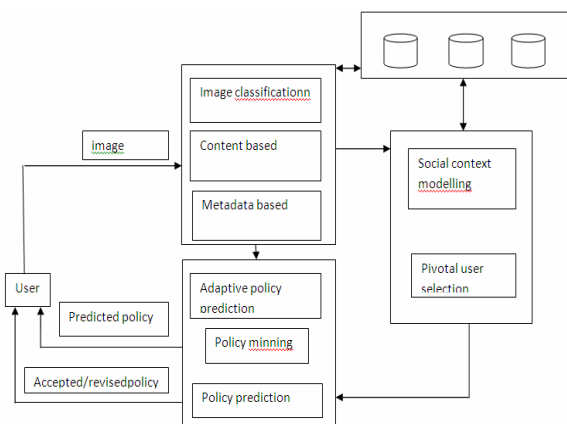 Image classificationn
image
Content based
Social context
modelling
Metadata based
User
Adaptive policy
prediction
Pivotal user
selection
Predicted policy
Policy minning
Accepted/revisedpolicy
Policy prediction